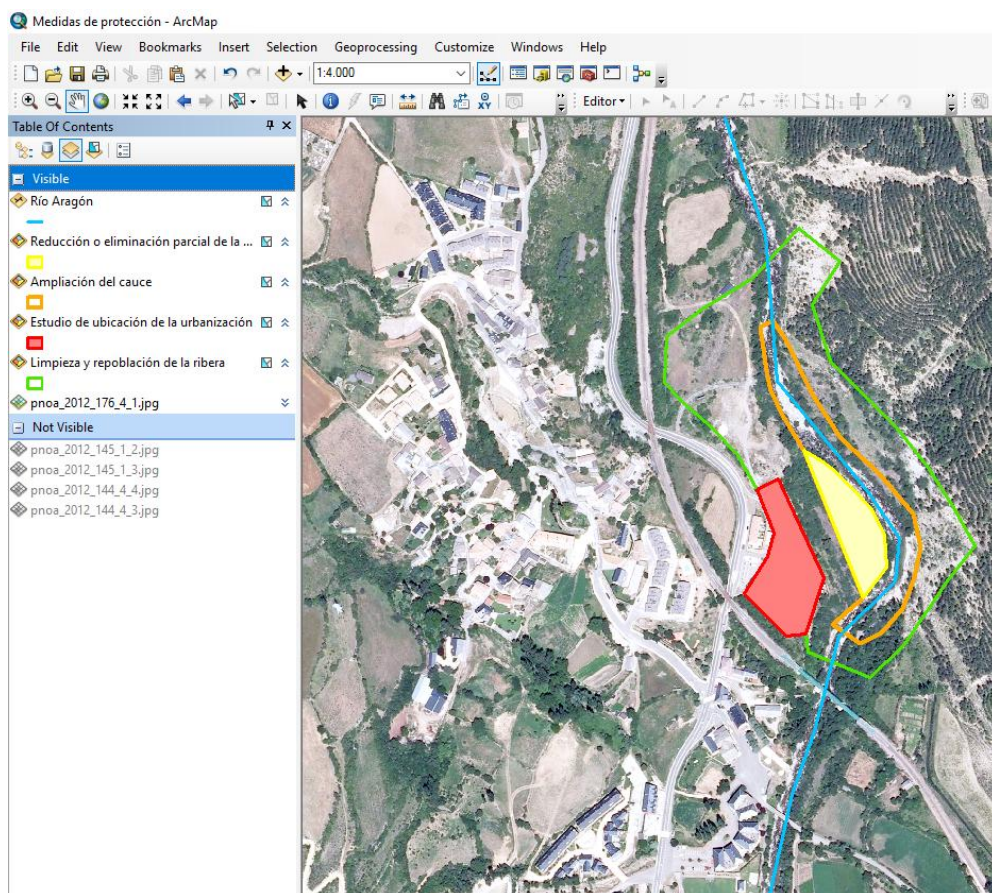 Medidas de protección - ArcMap
File Edit View Bookmarks Insert Selection Geoprocessing Customize Windows Help
1:4.000
Editor
Table Of Contents
Visible
Río Aragón
Reducción o eliminación parcial de la ...
Ampliación del cauce
Estudio de ubicación de la urbanización
Limpieza y repoblación de la ribera
pnoa_2012_176_4_1.jpg
Not Visible
pnoa_2012_145_1_2.jpg
pnoa_2012_145_1_3.jpg
pnoa_2012_144_4_4.jpg
pnoa_2012_144_4_3.jpg